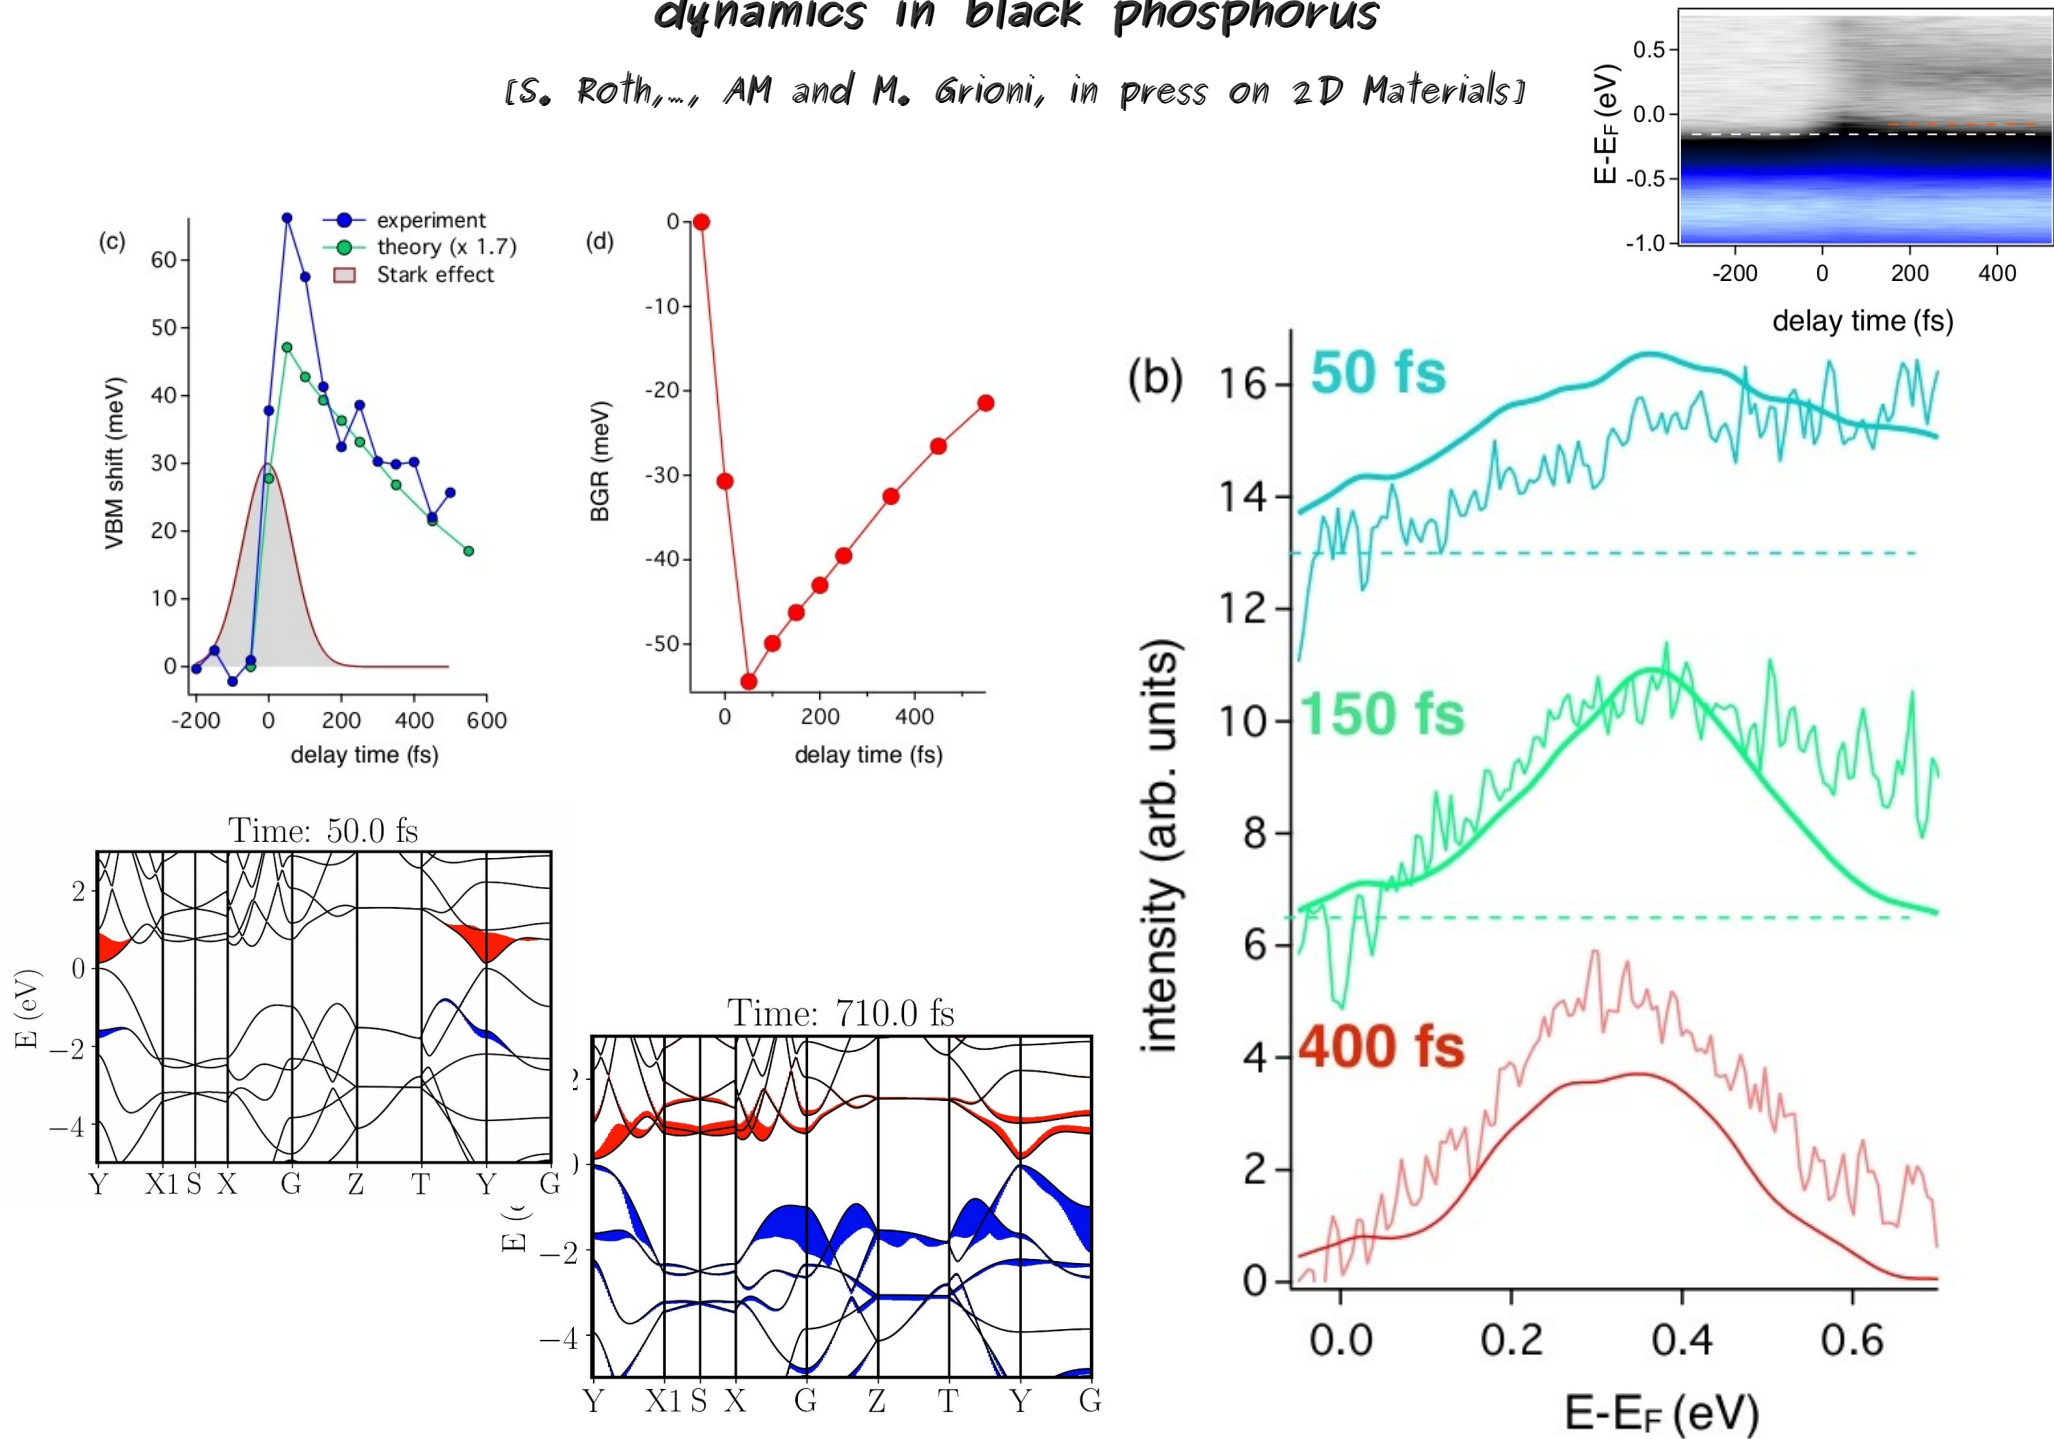 dynamics in black phosphorus
[S. Roth,…, AM and M. Grioni, in press on 2D Materials]
0.5
0.0
-0.5
-1.0
E-EF (eV)
-200 0 200 400
delay time (fs)
(c)
experiment
theory (x 1.7)
Stark effect
60
50
40
30
20
10
0
VBM shift (meV)
-200 0 200 400 600
delay time (fs)
(d)
0
-10
-20
-30
-40
-50
BGR (meV)
0 200 400
delay time (fs)
(b)
50 fs
150 fs
400 fs
16
14
12
10
8
6
4
2
0
intensity (arb. units)
0.0 0.2 0.4 0.6
E-EF (eV)
Time: 50.0 fs
2
0
−2
−4
E (eV)
Y X1 S X G Z T Y G
Time: 710.0 fs
−2
−4
Y X1 S X G Z T Y G